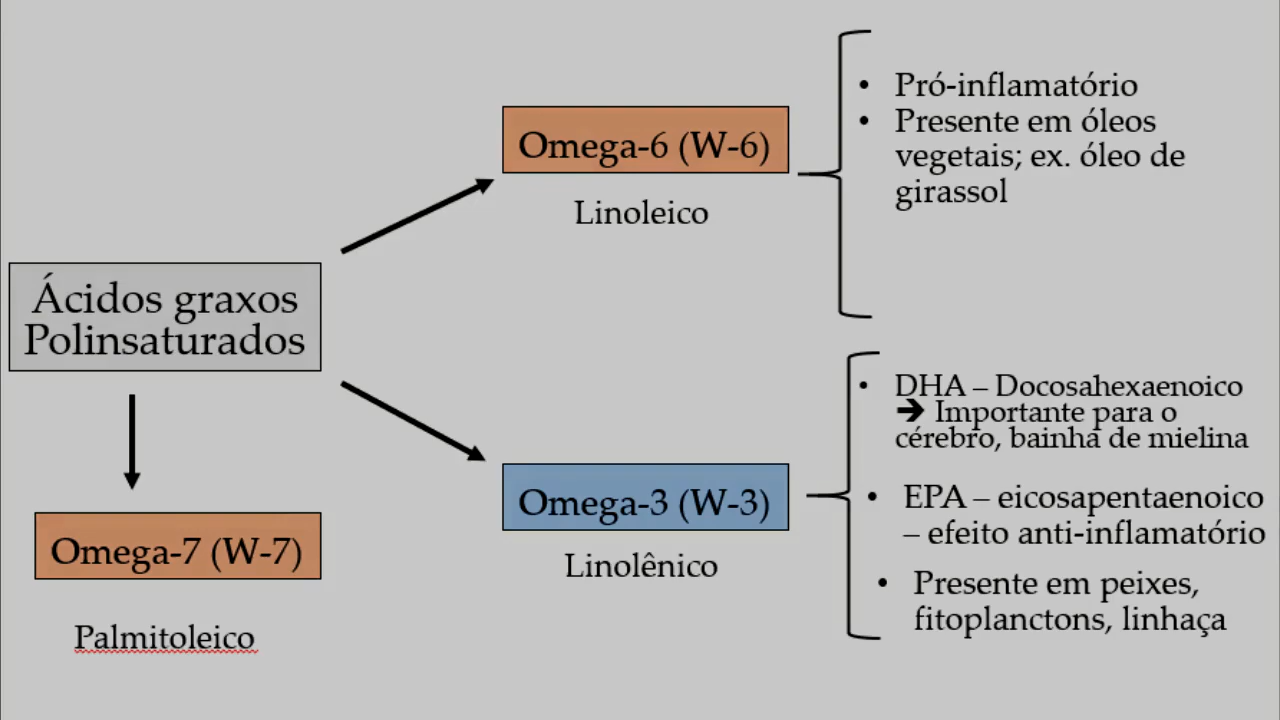 Ácidos graxos
Polinsaturados
Omega-6 (W-6)
Linoleico
• Pró-inflamatório
• Presente em óleos
vegetais; ex. óleo de
girassol
Omega-3 (W-3)
Linolênico
• DHA – Docosahexaenoico
➔ Importante para o
cérebro, bainha de mielina
• EPA – eicosapentaenoico
– efeito anti-inflamatório
• Presente em peixes,
fitoplanctons, linhaça
Omega-7 (W-7)
Palmitoleico